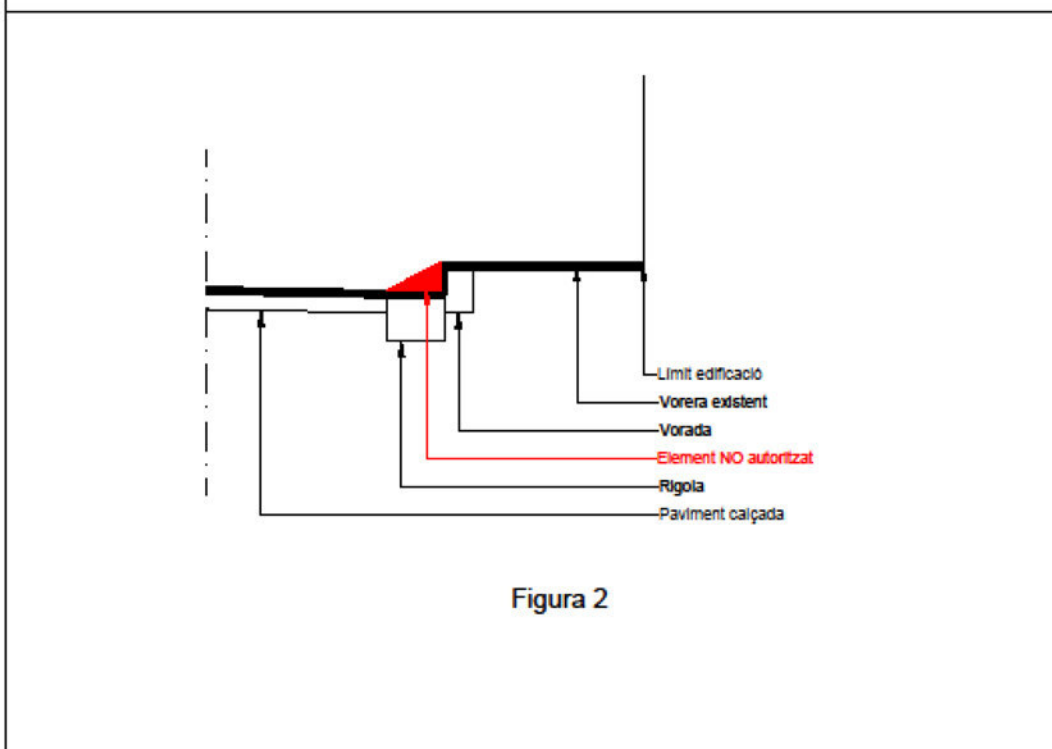 Límit edificació
Vorera existent
Vorada
Element NO autoritzat
Rigola
Paviment calçada
Figura 2